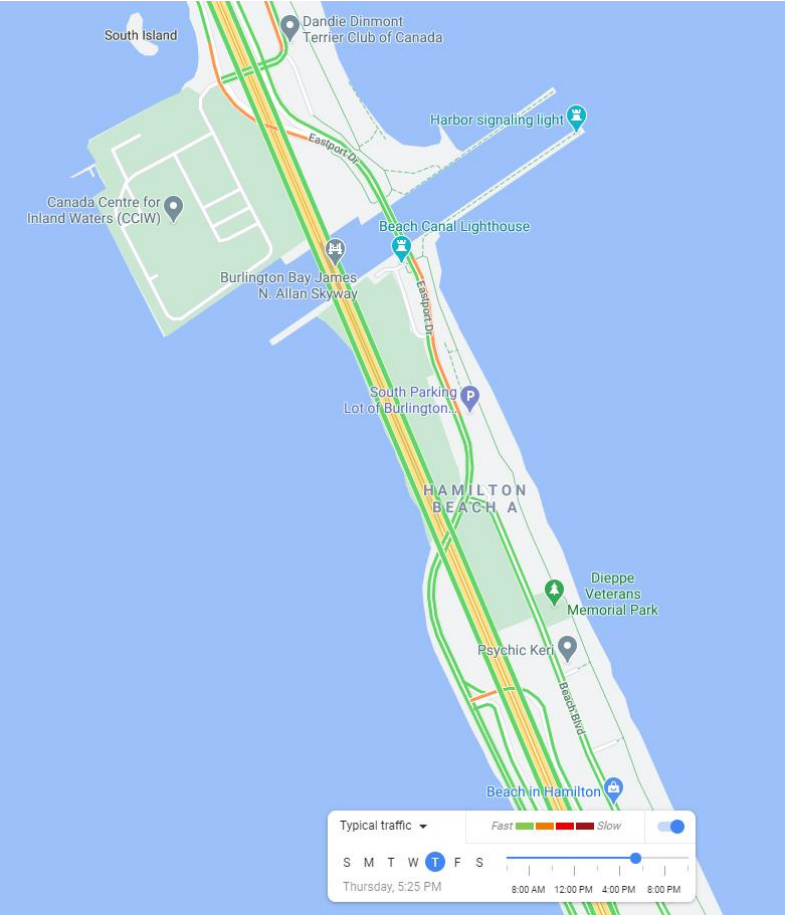 Dandie Dinmont
Terrier Club of Canada
South Island
Harbor signaling light
Eastport Dr
Canada Centre for
Inland Waters (CCIW)
Beach Canal Lighthouse
Burlington Bay James
N. Allan Skyway
Eastport Dr
South Parking
Lot of Burlington...
P
HAMILTON
BEACH A
Dieppe
Veterans
Memorial Park
Psychic Keri
Beach Blvd
Beach in Hamilton
Typical traffic
Fast Slow
S M T W T F S
Thursday, 5:25 PM
8:00 AM 12:00 PM 4:00 PM 8:00 PM